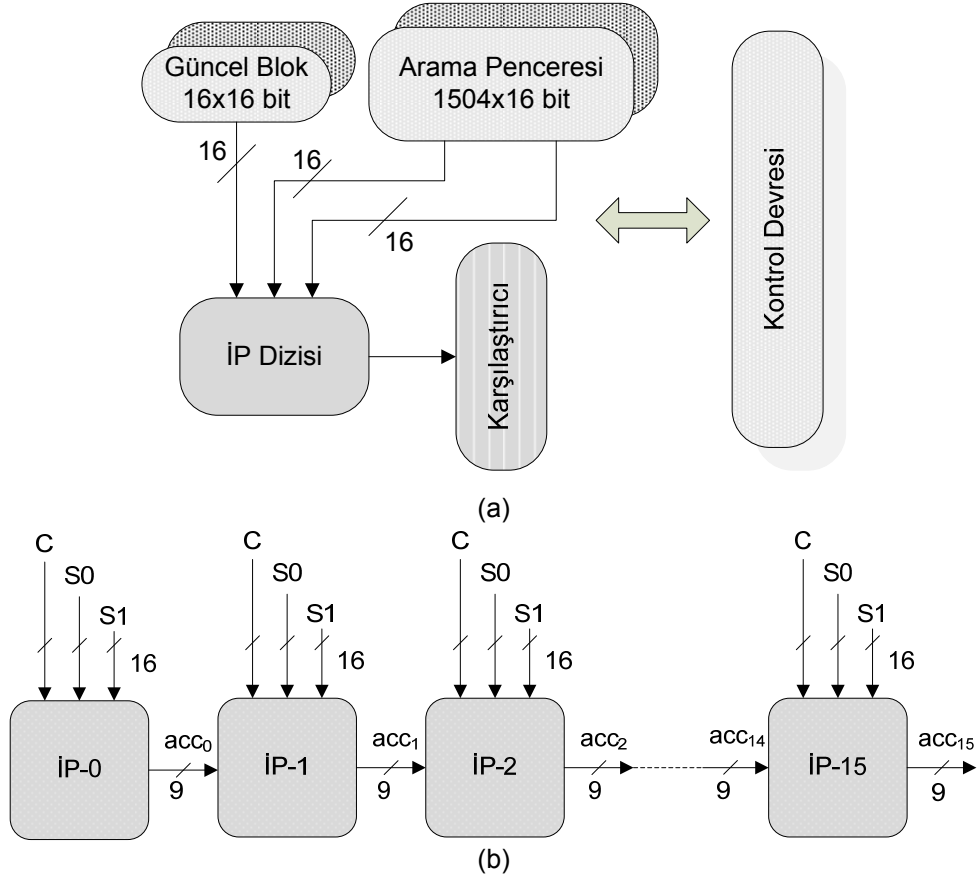 Güncel Blok
16x16 bit
Arama Penceresi
1504x16 bit
16
16
16
Kontrol Devresi
İP Dizisi
Karşılaştırıcı
(a)
C
S0
S1
16
C
S0
S1
16
C
S0
S1
16
C
S0
S1
16
İP-0
acc₀
9
İP-1
acc₁
9
İP-2
acc₂
9
acc₁₄
9
İP-15
acc₁₅
9
(b)